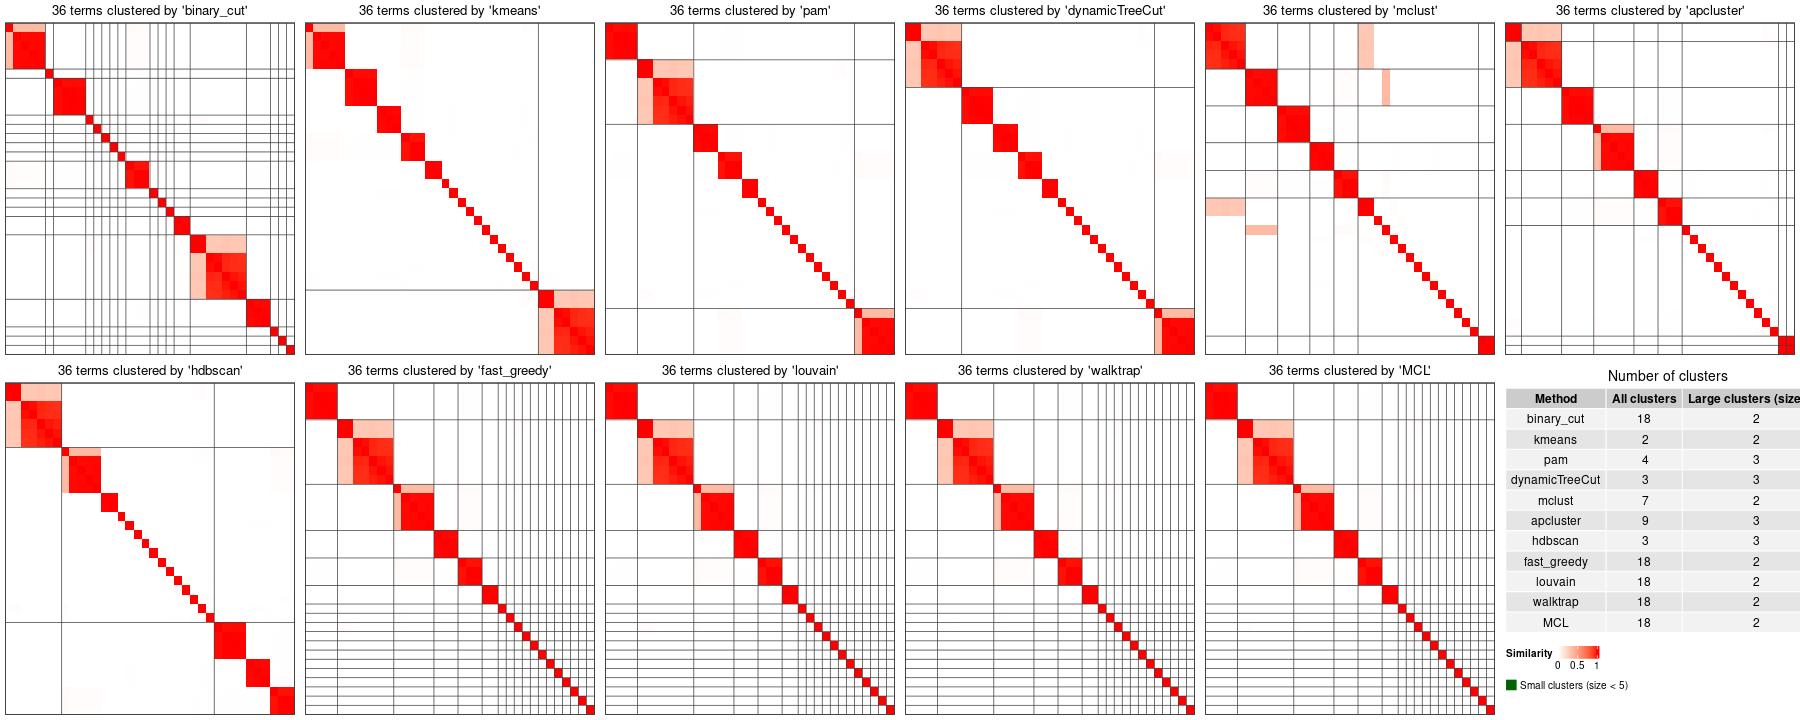 36 terms clustered by 'binary_cut'
36 terms clustered by 'kmeans'
36 terms clustered by 'pam'
36 terms clustered by 'dynamicTreeCut'
36 terms clustered by 'mclust'
36 terms clustered by 'apcluster'
36 terms clustered by 'hdbscan'
36 terms clustered by 'fast_greedy'
36 terms clustered by 'louvain'
36 terms clustered by 'walktrap'
36 terms clustered by 'MCL'
Number of clusters
Method All clusters Large clusters (size
binary_cut 18 2
kmeans 2 2
pam 4 3
dynamicTreeCut 3 3
mclust 7 2
apcluster 9 3
hdbscan 3 3
fast_greedy 18 2
louvain 18 2
walktrap 18 2
MCL 18 2
Similarity
0 0.5 1
Small clusters (size < 5)